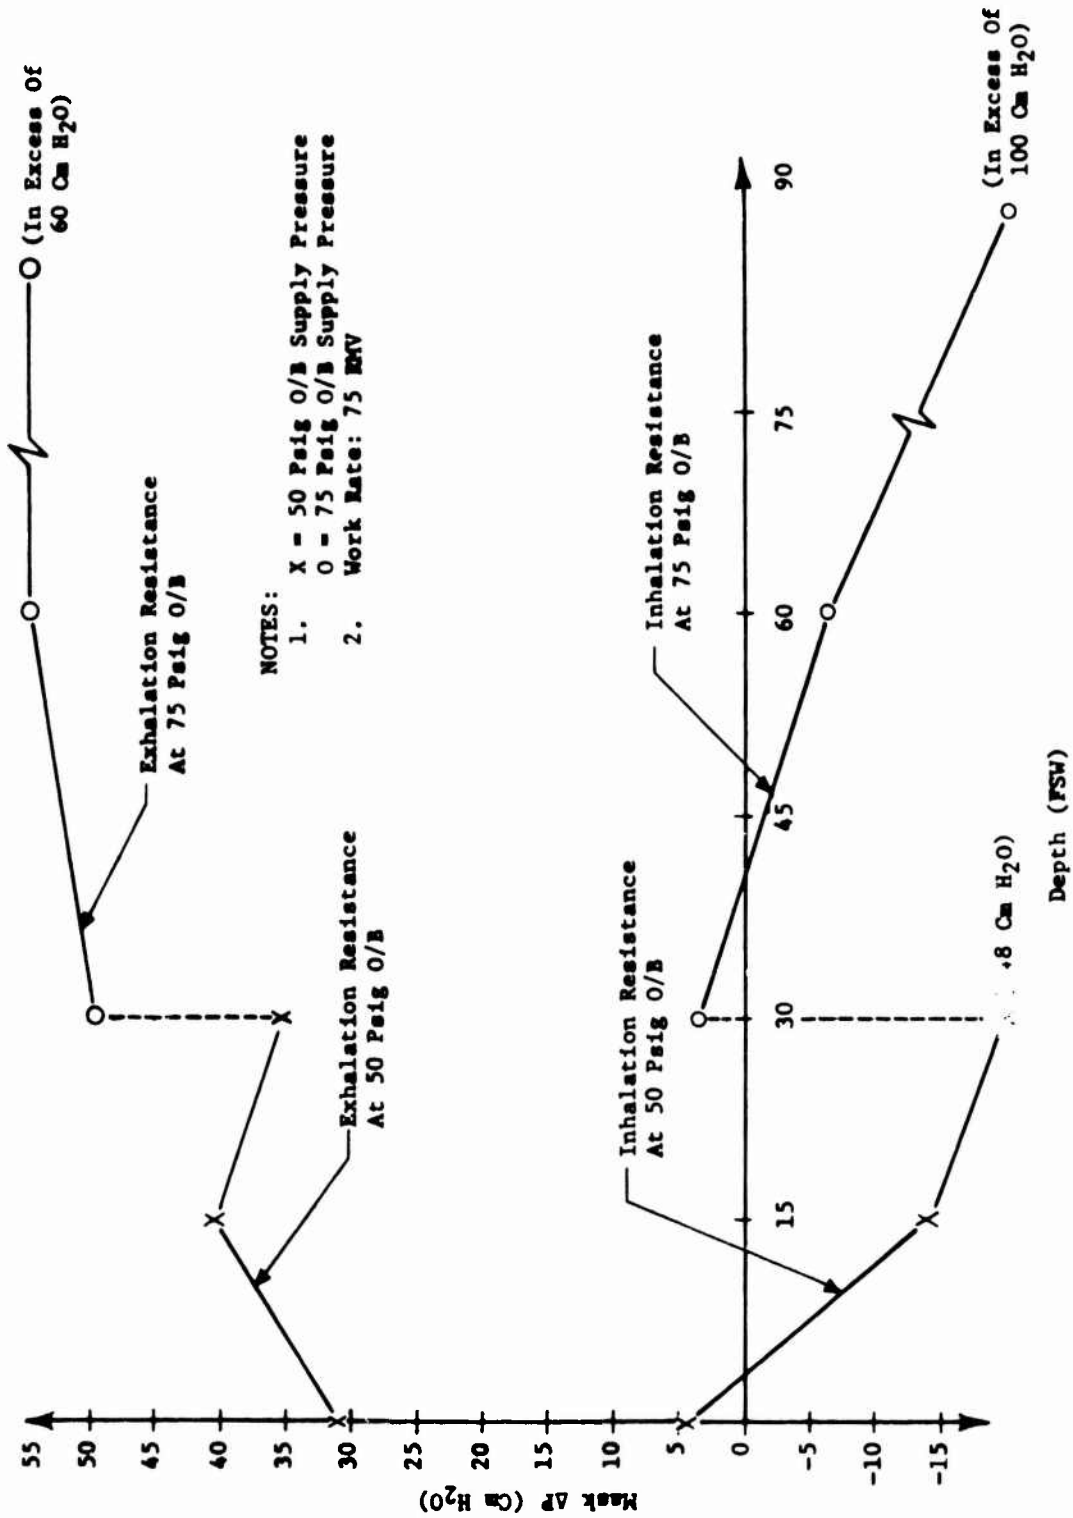 (In Excess Of
60 Cm H2O)
Exhalation Resistance
At 75 Psig O/B
NOTES:
1. X = 50 Psig O/B Supply Pressure
O = 75 Psig O/B Supply Pressure
2. Work Rate: 75 RMV
Exhalation Resistance
At 50 Psig O/B
Inhalation Resistance
At 75 Psig O/B
Inhalation Resistance
At 50 Psig O/B
(In Excess Of
100 Cm H2O)
8 Cm H2O)
55
50
45
40
35
30
25
20
15
10
5
0
-5
-10
-15
Mask ΔP (Cm H2O)
15
30
45
60
75
90
Depth (FSW)